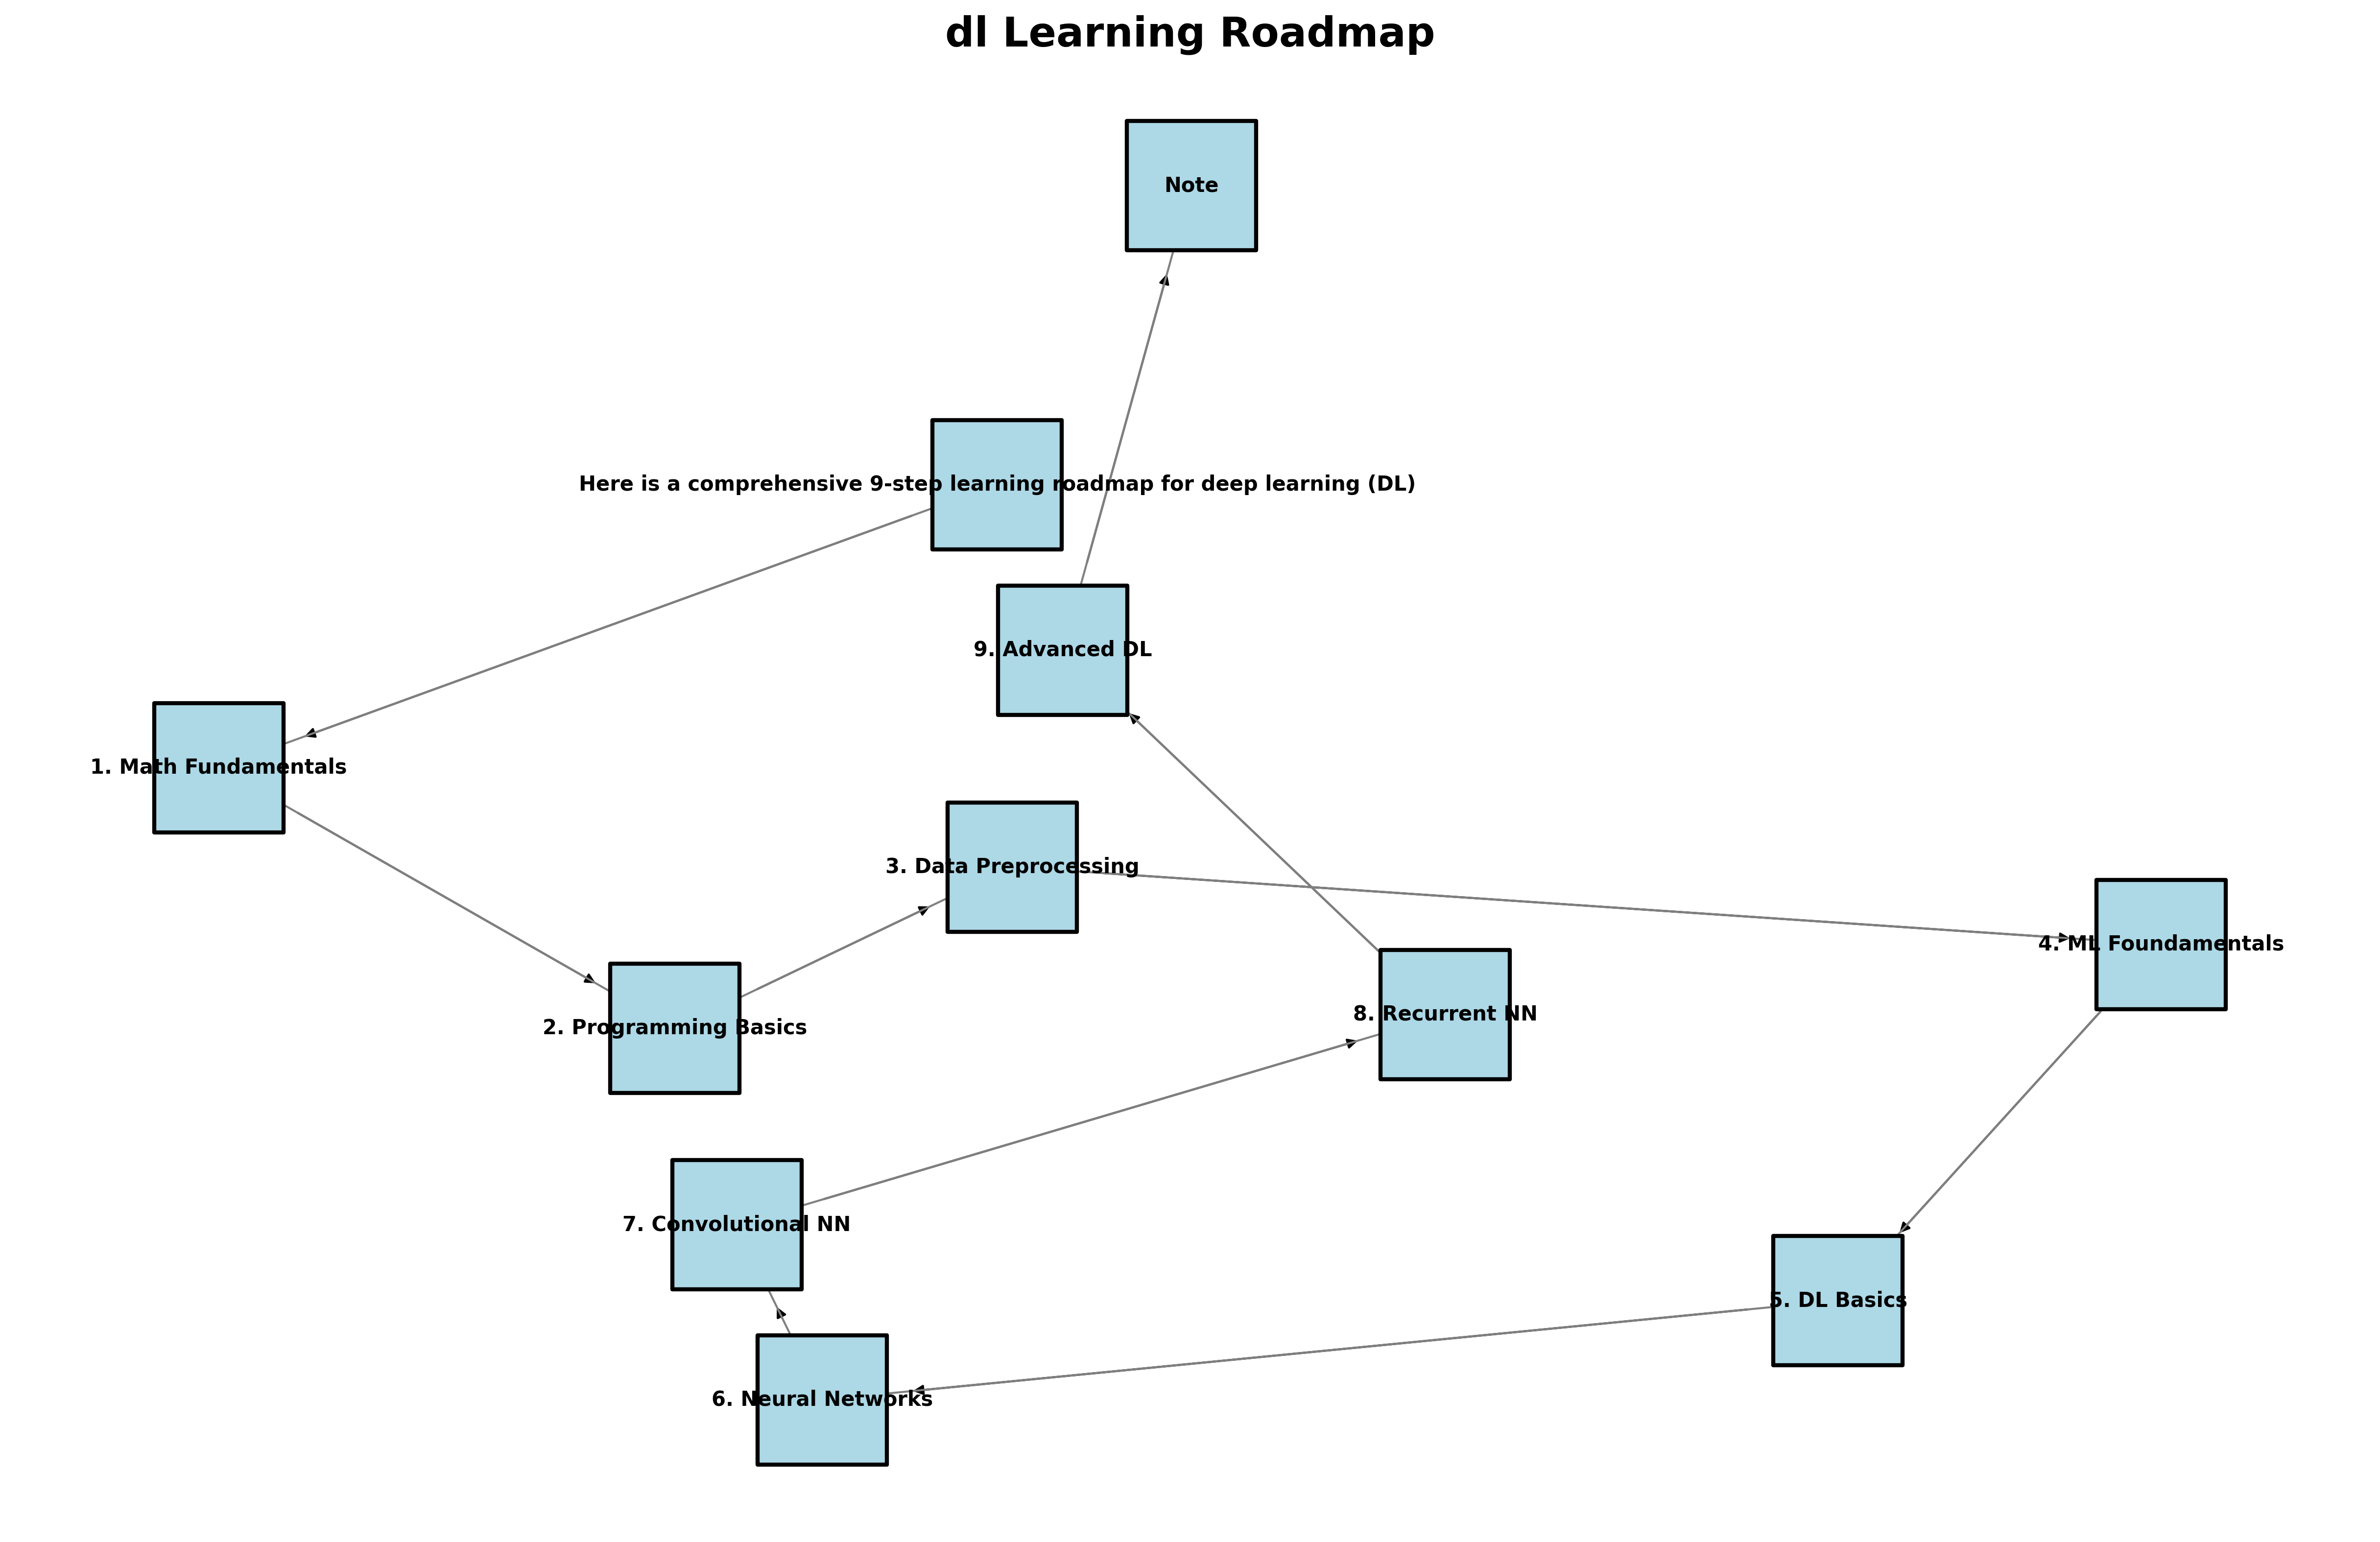 dl Learning Roadmap
Note
Here is a comprehensive 9-step learning roadmap for deep learning (DL)
9. Advanced DL
1. Math Fundamentals
3. Data Preprocessing
4. ML Foundamentals
8. Recurrent NN
2. Programming Basics
7. Convolutional NN
5. DL Basics
6. Neural Networks